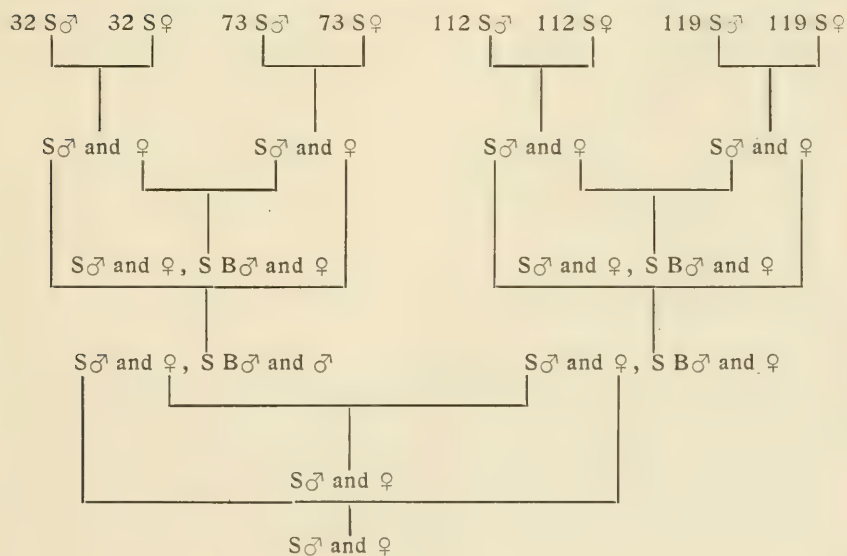 32 S♂ 32 S♀ 73 S♂ 73 S♀ 112 S♂ 112 S♀ 119 S♂ 119 S♀
S♂ and ♀ S♂ and ♀ S♂ and ♀ S♂ and ♀
S♂ and ♀, S B♂ and ♀ S♂ and ♀, S B♂ and ♀
S♂ and ♀, S B♂ and ♂ S♂ and ♀, S B♂ and ♀
S♂ and ♀
S♂ and ♀